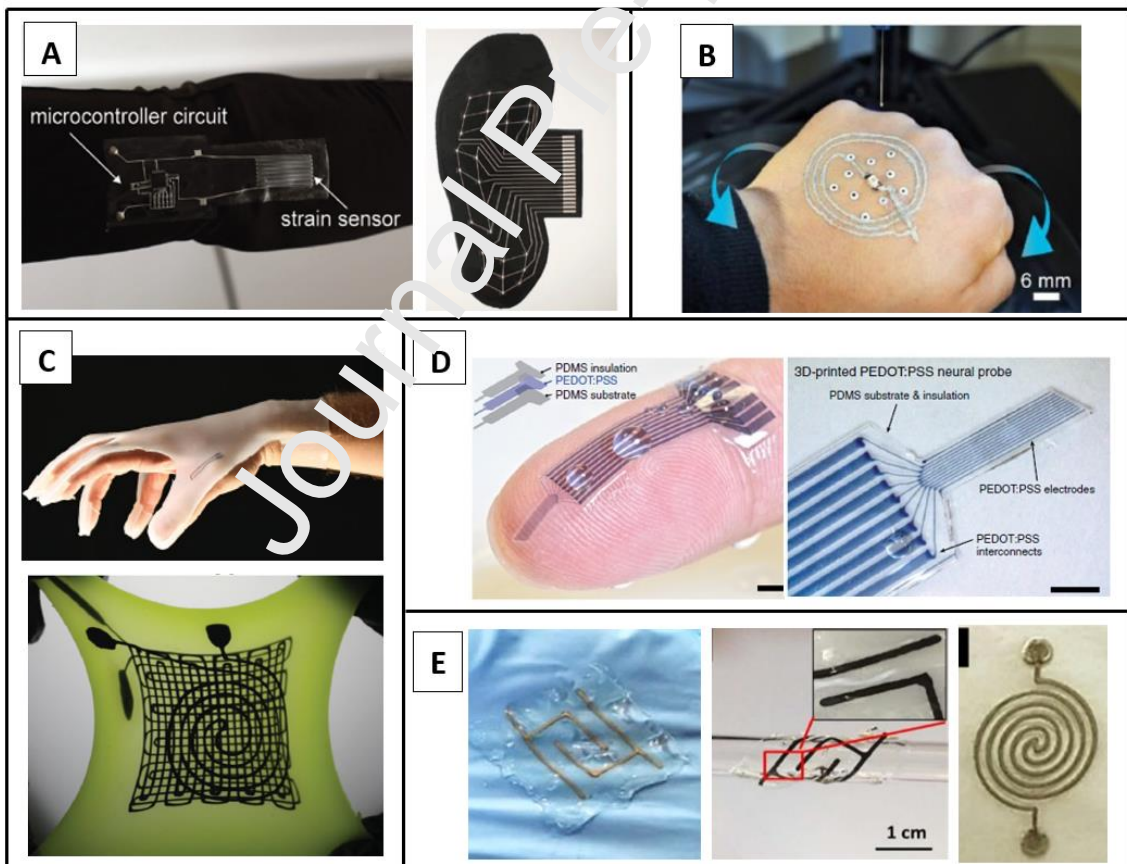 A
microcontroller circuit
strain sensor
B
6 mm
C
D
PDMS insulation
PEDOT:PSS
PDMS substrate
3D-printed PEDOT:PSS neural probe
PDMS substrate & insulation
PEDOT:PSS electrodes
PEDOT:PSS
interconnects
E
1 cm
Journal Pre